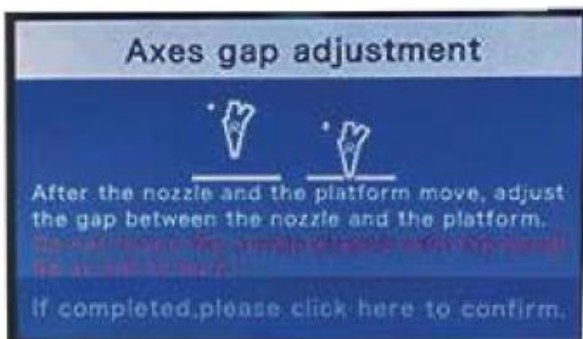 Axes gap adjustment
After the nozzle and the platform move, adjust
the gap between the nozzle and the platform.
If completed,please click here to confirm.